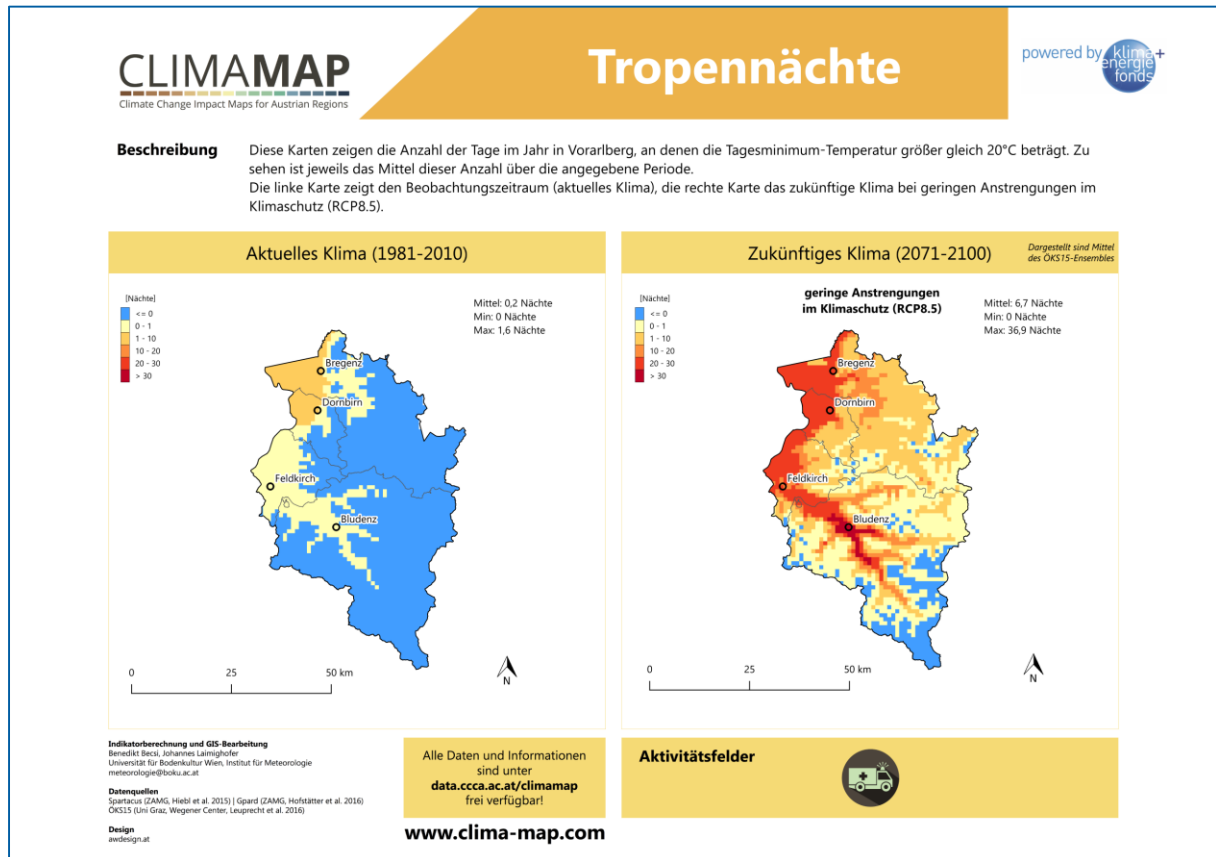 CLIMAMAP
Climate Change Impact Maps for Austrian Regions
Tropennächte
powered by klima+
energie
fonds
Beschreibung
Diese Karten zeigen die Anzahl der Tage im Jahr in Vorarlberg, an denen die Tagesminimum-Temperatur größer gleich 20°C beträgt. Zu
sehen ist jeweils das Mittel dieser Anzahl über die angegebene Periode.
Die linke Karte zeigt den Beobachtungszeitraum (aktuelles Klima), die rechte Karte das zukünftige Klima bei geringen Anstrengungen im
Klimaschutz (RCP8.5).
Aktuelles Klima (1981-2010)
[Nächte]
<= 0
0 - 1
1 - 10
10 - 20
20 - 30
> 30
Mittel: 0,2 Nächte
Min: 0 Nächte
Max: 1,6 Nächte
Bregenz
Dornbirn
Feldkirch
Bludenz
0 25 50 km
N
Zukünftiges Klima (2071-2100)
Dargestellt sind Mittel
des ÖKS15-Ensembles
[Nächte]
<= 0
0 - 1
1 - 10
10 - 20
20 - 30
> 30
geringe Anstrengungen
im Klimaschutz (RCP8.5)
Mittel: 6,7 Nächte
Min: 0 Nächte
Max: 36,9 Nächte
Bregenz
Dornbirn
Feldkirch
Bludenz
0 25 50 km
N
Indikatorberechnung und GIS-Bearbeitung
Benedikt Becsi, Johannes Laimighofer
Universität für Bodenkultur Wien, Institut für Meteorologie
meteorologie@boku.ac.at
Datenquellen
Spartacus (ZAMG, Hiebl et al. 2015) | Gpard (ZAMG, Hofstätter et al. 2016)
ÖKS15 (Uni Graz, Wegener Center, Leuprecht et al. 2016)
Design
awdesign.at
Alle Daten und Informationen
sind unter
data.ccca.ac.at/climamap
frei verfügbar!
www.clima-map.com
Aktivitätsfelder